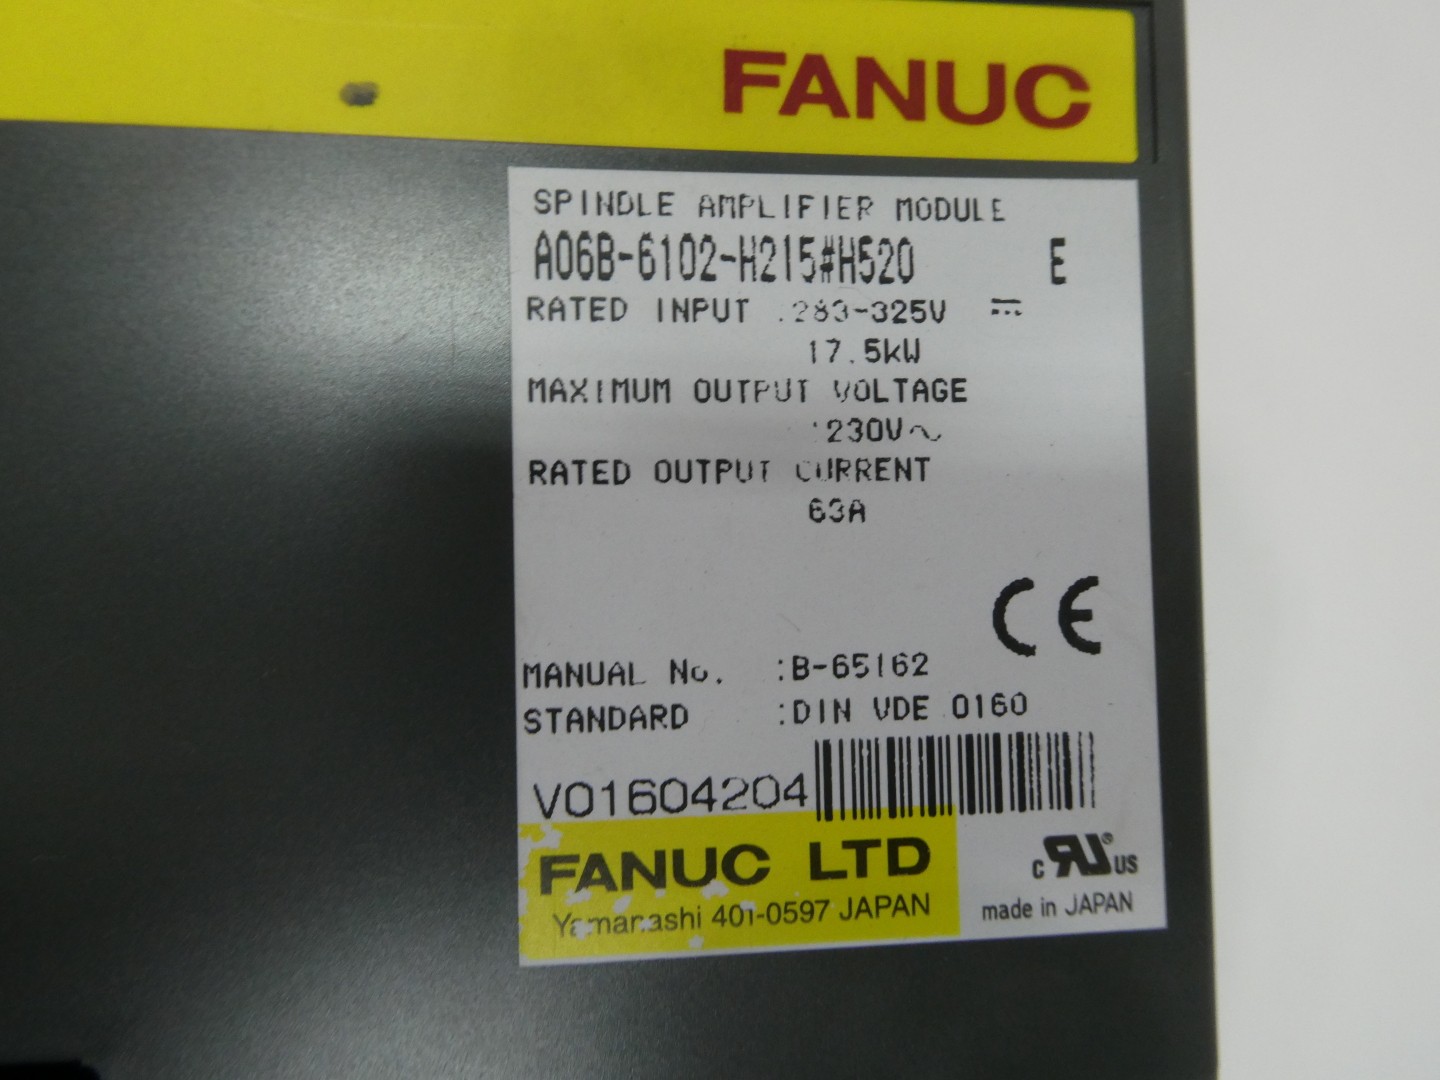 FANUC
SPINDLE AMPLIFIER MODULE
A06B-6102-H215#H520 E
RATED INPUT :283-325V ⎓
17.5kW
MAXIMUM OUTPUT VOLTAGE
:230V~
RATED OUTPUT CURRENT
63A
CE
MANUAL No. :B-65162
STANDARD :DIN VDE 0160
V01604204
FANUC LTD
Yamanashi 401-0597 JAPAN
c RU® US
made in JAPAN